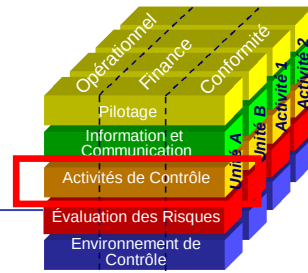 Opérationnel
Finance
Conformité
Pilotage
Information et
Communication
Activités de Contrôle
Évaluation des Risques
Environnement de
Contrôle
Unité A
Unité B
Activité 1
Activité 2